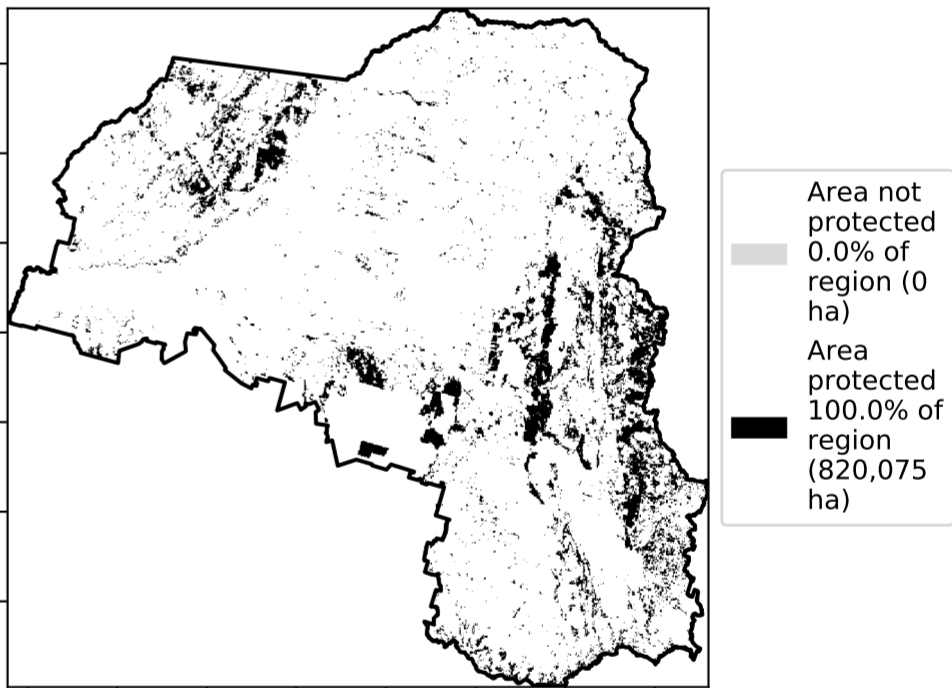 Area not
protected
0.0% of
region (0
ha)
Area
protected
100.0% of
region
(820,075
ha)